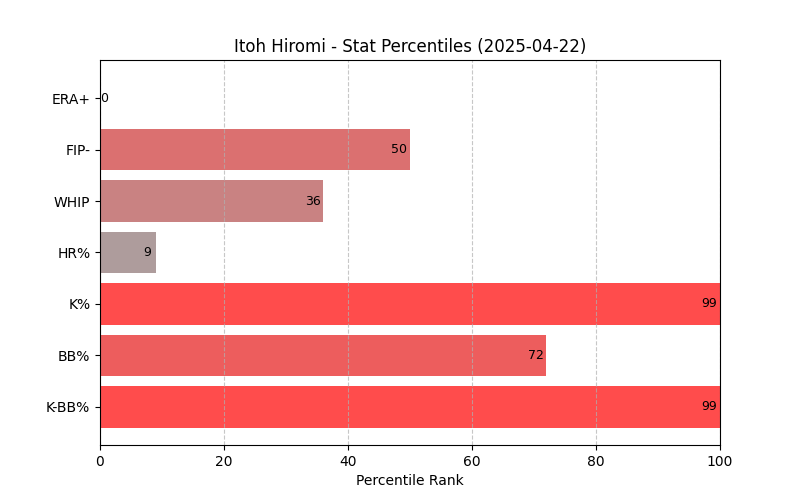 Itoh Hiromi - Stat Percentiles (2025-04-22)
ERA+ 0
FIP- 50
WHIP 36
HR% 9
K% 99
BB% 72
K-BB% 99
0 20 40 60 80 100
Percentile Rank